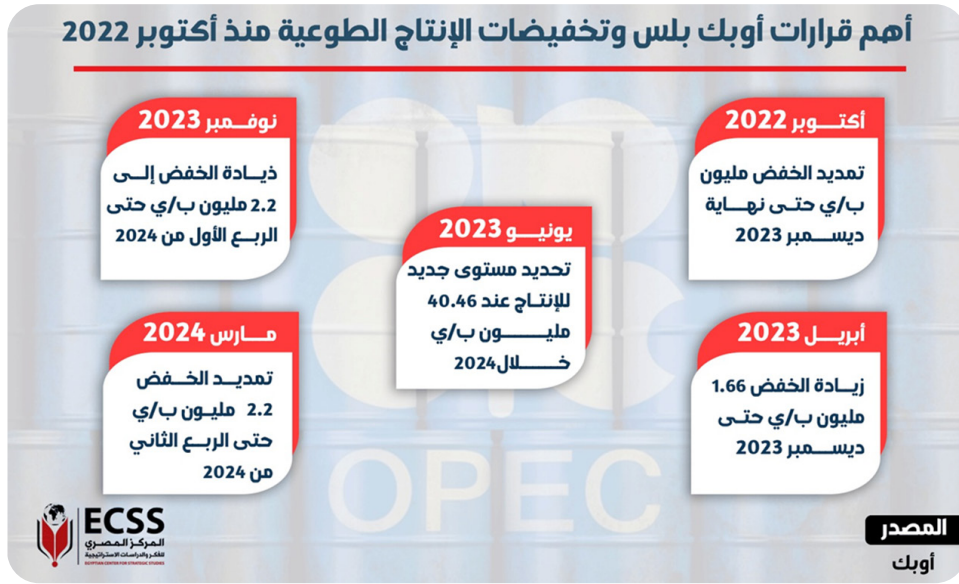 أهم قرارات أوبك بلس وتخفيضات الإنتاج الطوعية منذ أكتوبر 2022
أكتوبر 2022
تمديد الخفض مليون
ب/ي حتى نهاية
ديسمبر 2023
أبريل 2023
زيادة الخفض 1.66
مليون ب/ي حتى
ديسمبر 2023
يونيو 2023
تحديد مستوى جديد
للإنتاج عند 40.46
مليون ب/ي
خلال 2024
نوفمبر 2023
ذيادة الخفض إلى
2.2 مليون ب/ي حتى
الربع الأول من 2024
مارس 2024
تمديد الخفض
2.2 مليون ب/ي
حتى الربع الثاني
من 2024
OPEC
ECSS
المركز المصري
للفكر والدراسات الاستراتيجية
EGYPTIAN CENTER FOR STRATEGIC STUDIES
المصدر
أوبك